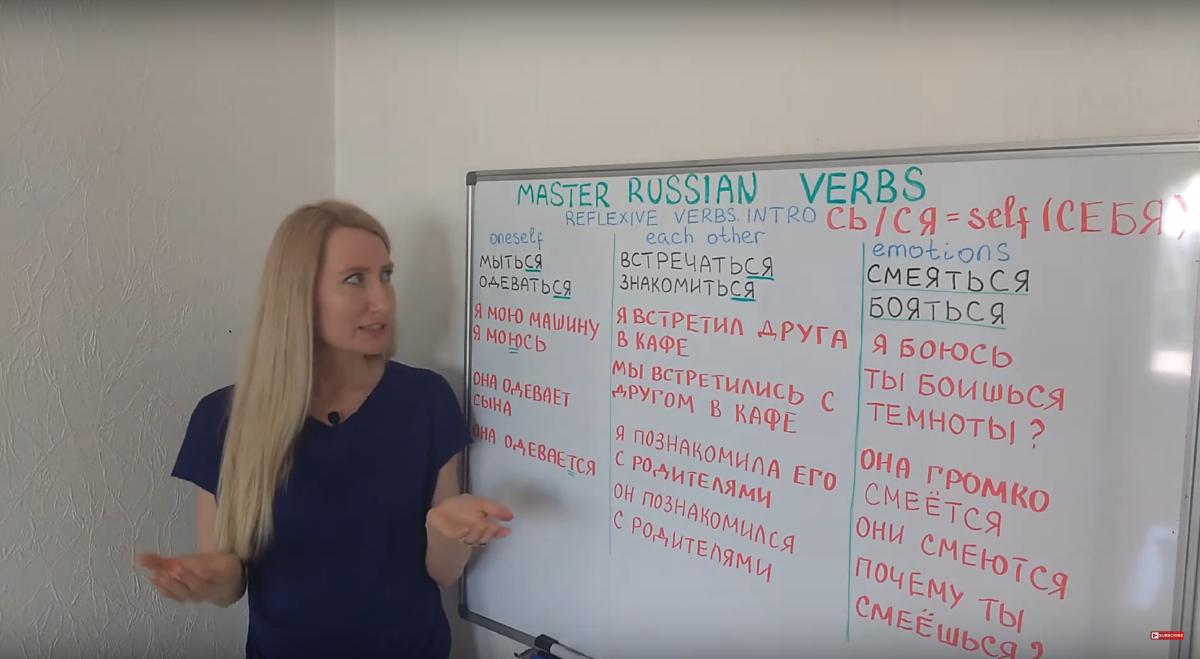 MASTER RUSSIAN VERBS
REFLEXIVE VERBS. INTRO СЬ/СЯ = self (СЕБЯ)
oneself
МЫТЬСЯ
ОДЕВАТЬСЯ
Я МОЮ МАШИНУ
Я МОЮСЬ
ОНА ОДЕВАЕТ
СЫНА
ОНА ОДЕВАЕТСЯ
each other
ВСТРЕЧАТЬСЯ
ЗНАКОМИТЬСЯ
Я ВСТРЕТИЛ ДРУГА
В КАФЕ
МЫ ВСТРЕТИЛИСЬ С
ДРУГОМ В КАФЕ
Я ПОЗНАКОМИЛА ЕГО
С РОДИТЕЛЯМИ
ОН ПОЗНАКОМИЛСЯ
С РОДИТЕЛЯМИ
emotions
СМЕЯТЬСЯ
БОЯТЬСЯ
Я БОЮСЬ
ТЫ БОИШЬСЯ
ТЕМНОТЫ?
ОНА ГРОМКО
СМЕЁТСЯ
ОНИ СМЕЮТСЯ
ПОЧЕМУ ТЫ
СМЕЁШЬСЯ?
SUBSCRIBE